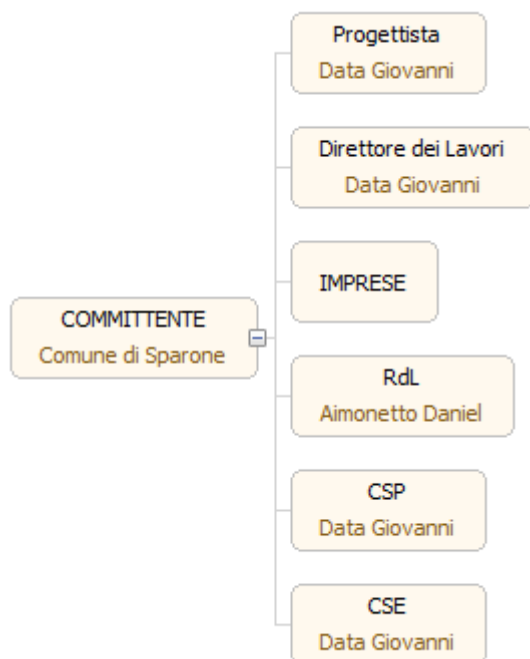 Progettista
Data Giovanni
Direttore dei Lavori
Data Giovanni
IMPRESE
COMMITTENTE
Comune di Sparone
RdL
Aimonetto Daniel
CSP
Data Giovanni
CSE
Data Giovanni